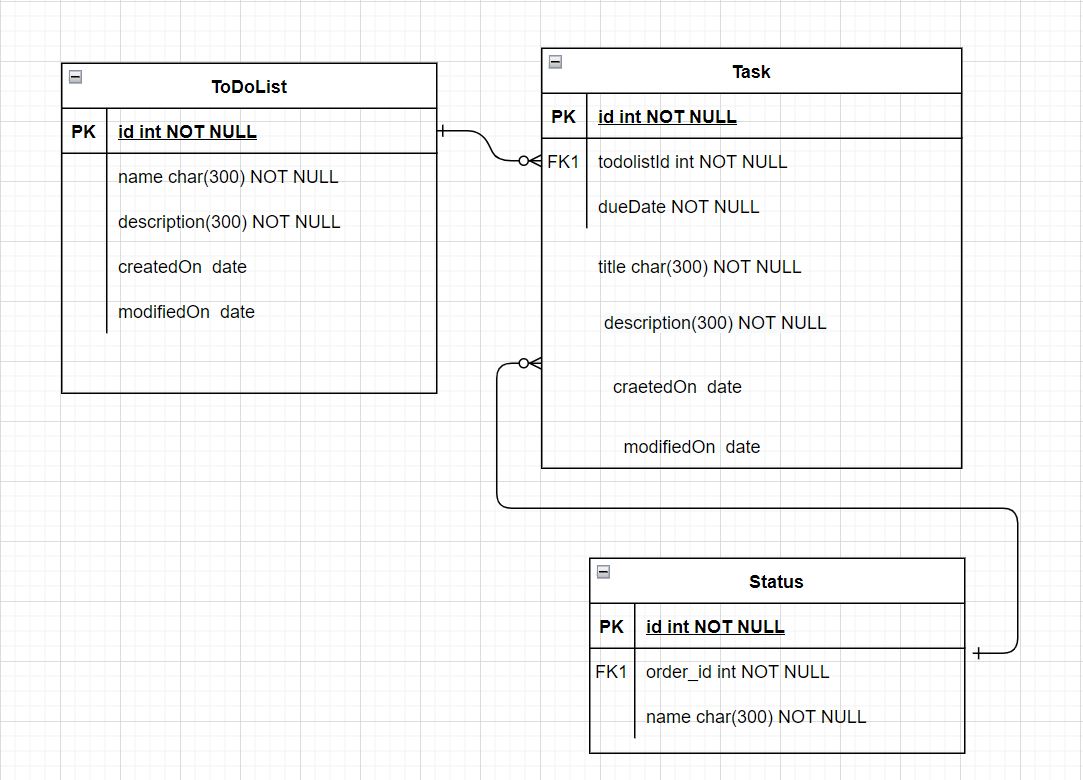 ToDoList
PK id int NOT NULL
name char(300) NOT NULL
description(300) NOT NULL
createdOn  date
modifiedOn  date
Task
PK id int NOT NULL
FK1 todolistId int NOT NULL
dueDate NOT NULL
title char(300) NOT NULL
description(300) NOT NULL
craetedOn  date
modifiedOn  date
Status
PK id int NOT NULL
FK1 order_id int NOT NULL
name char(300) NOT NULL